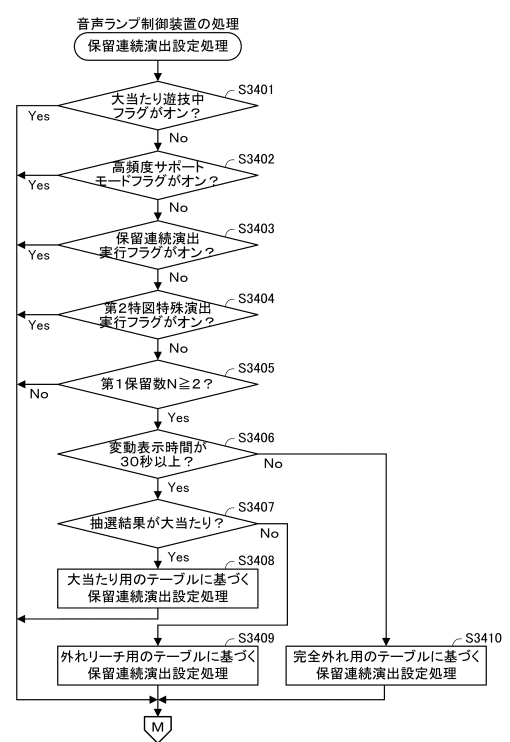 音声ランプ制御装置の処理
保留連続演出設定処理
S3401
大当たり遊技中
フラグがオン？
Yes
No
S3402
高頻度サポート
モードフラグがオン？
Yes
No
S3403
保留連続演出
実行フラグがオン？
Yes
No
S3404
第2特図特殊演出
実行フラグがオン？
Yes
No
S3405
第1保留数N≧2？
No
Yes
S3406
変動表示時間が
30秒以上？
No
Yes
S3407
抽選結果が大当たり？
No
Yes
S3408
大当たり用のテーブルに基づく
保留連続演出設定処理
S3409
外れリーチ用のテーブルに基づく
保留連続演出設定処理
S3410
完全外れ用のテーブルに基づく
保留連続演出設定処理
M